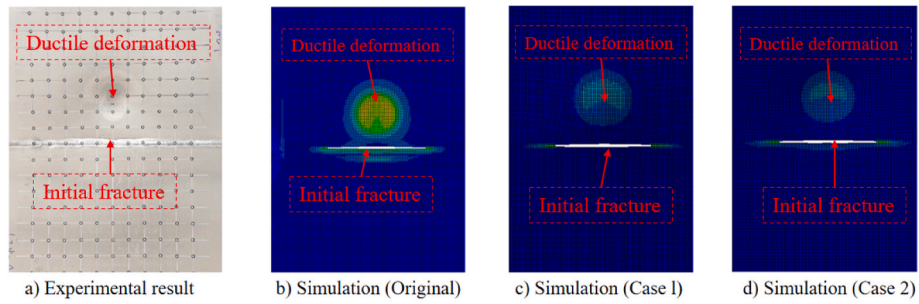 Ductile deformation
Initial fracture
a) Experimental result
Ductile deformation
Initial fracture
b) Simulation (Original)
Ductile deformation
Initial fracture
c) Simulation (Case l)
Ductile deformation
Initial fracture
d) Simulation (Case 2)